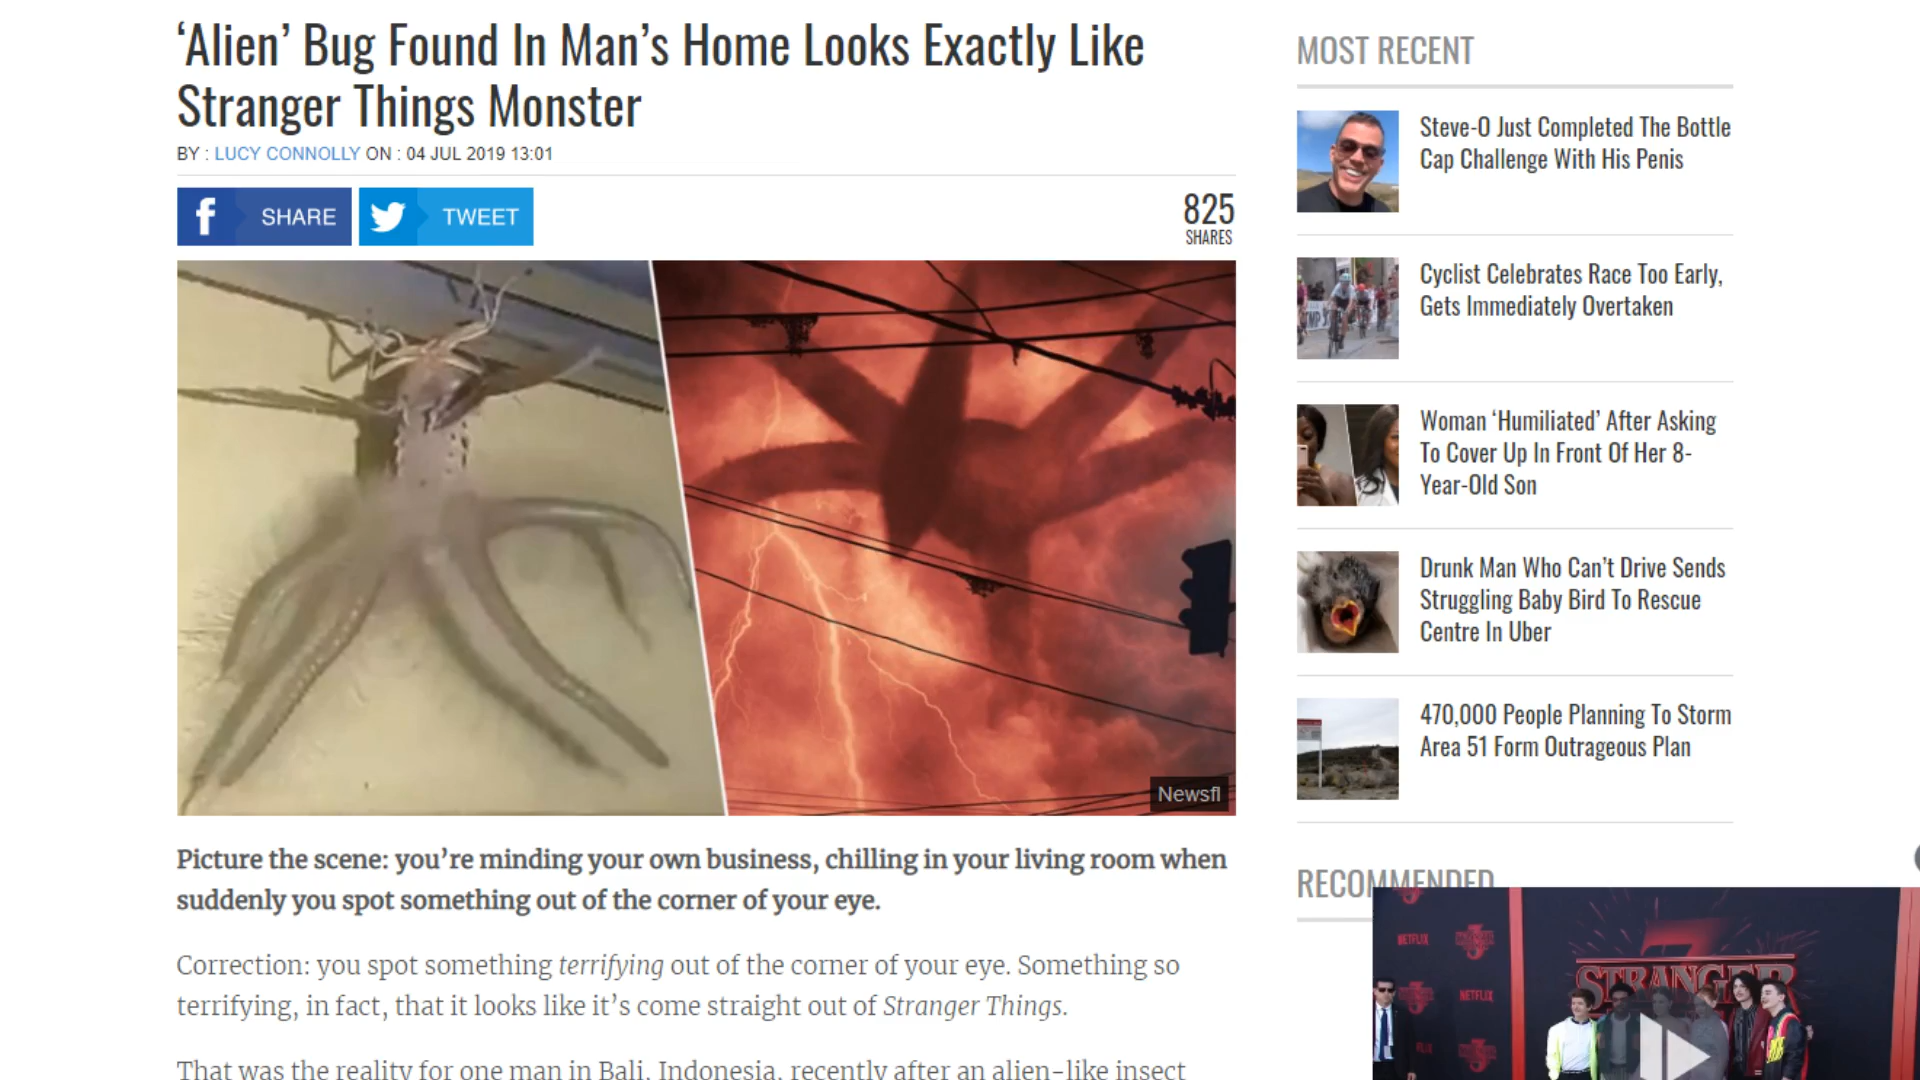 ‘Alien’ Bug Found In Man’s Home Looks Exactly Like
Stranger Things Monster
BY : LUCY CONNOLLY ON : 04 JUL 2019 13:01
SHARE
TWEET
825
SHARES
Newsfl
Picture the scene: you’re minding your own business, chilling in your living room when
suddenly you spot something out of the corner of your eye.
Correction: you spot something terrifying out of the corner of your eye. Something so
terrifying, in fact, that it looks like it’s come straight out of Stranger Things.
That was the reality for one man in Bali, Indonesia, recently after an alien-like insect
MOST RECENT
Steve-O Just Completed The Bottle
Cap Challenge With His Penis
Cyclist Celebrates Race Too Early,
Gets Immediately Overtaken
Woman ‘Humiliated’ After Asking
To Cover Up In Front Of Her 8-
Year-Old Son
Drunk Man Who Can’t Drive Sends
Struggling Baby Bird To Rescue
Centre In Uber
470,000 People Planning To Storm
Area 51 Form Outrageous Plan
RECOMMENDED
NETFLIX
STRANGER
NETFLIX